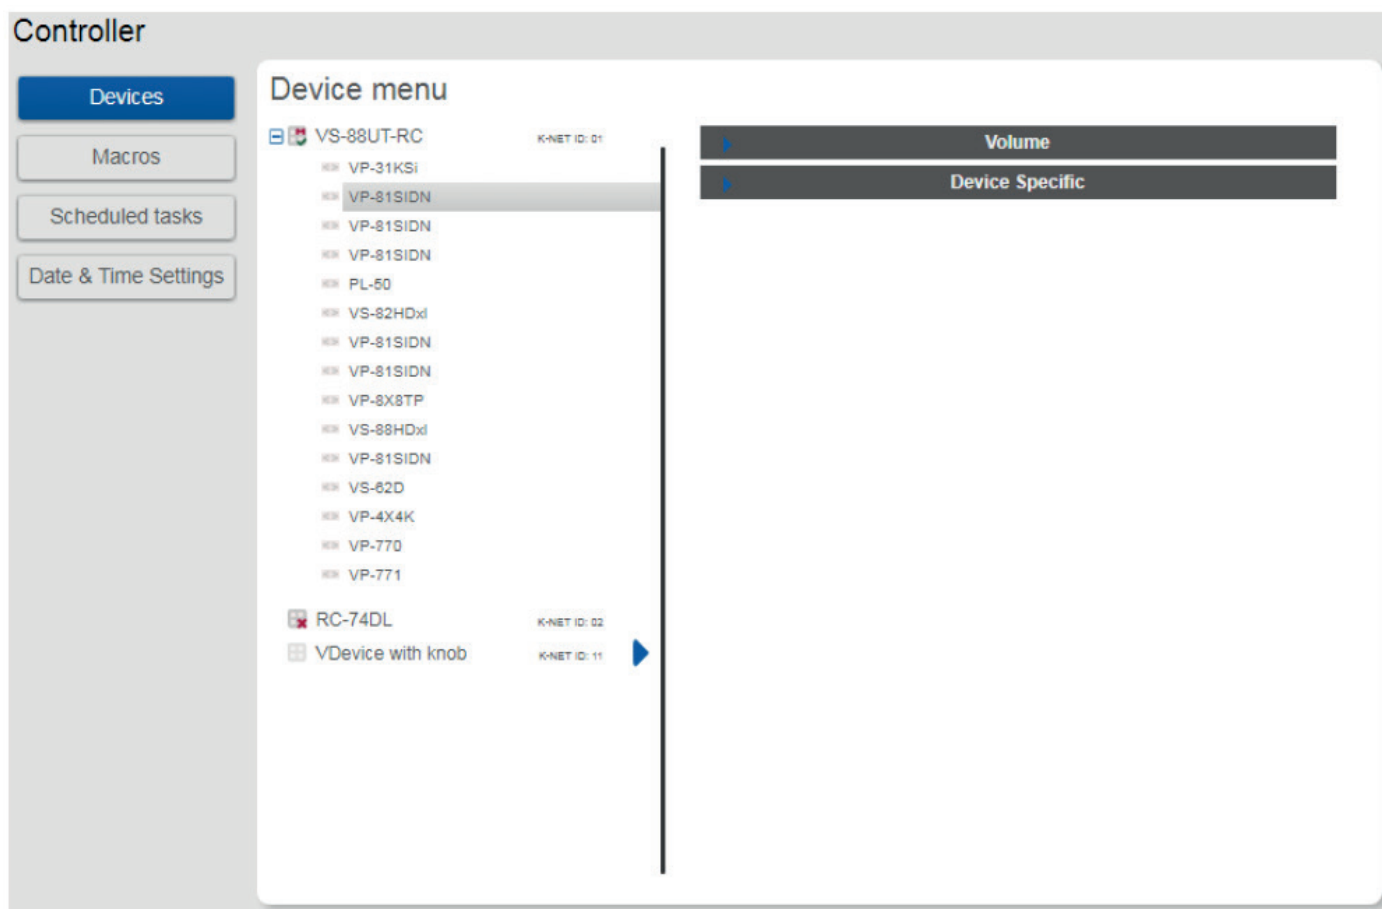 Controller
Devices
Macros
Scheduled tasks
Date & Time Settings
Device menu
VS-88UT-RC K-NET ID: 01
VP-31KSi
VP-81SIDN
VP-81SIDN
VP-81SIDN
PL-50
VS-82HDxl
VP-81SIDN
VP-81SIDN
VP-8X8TP
VS-88HDxl
VP-81SIDN
VS-62D
VP-4X4K
VP-770
VP-771
RC-74DL K-NET ID: 02
VDevice with knob K-NET ID: 11
Volume
Device Specific